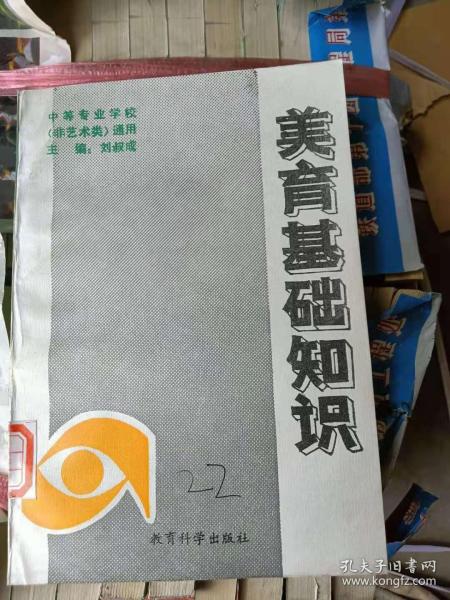 中等专业学校
（非艺术类）通用
主 编：刘叔成
美育基础知识
22
教育科学出版社
孔夫子旧书网
www.kongfz.com